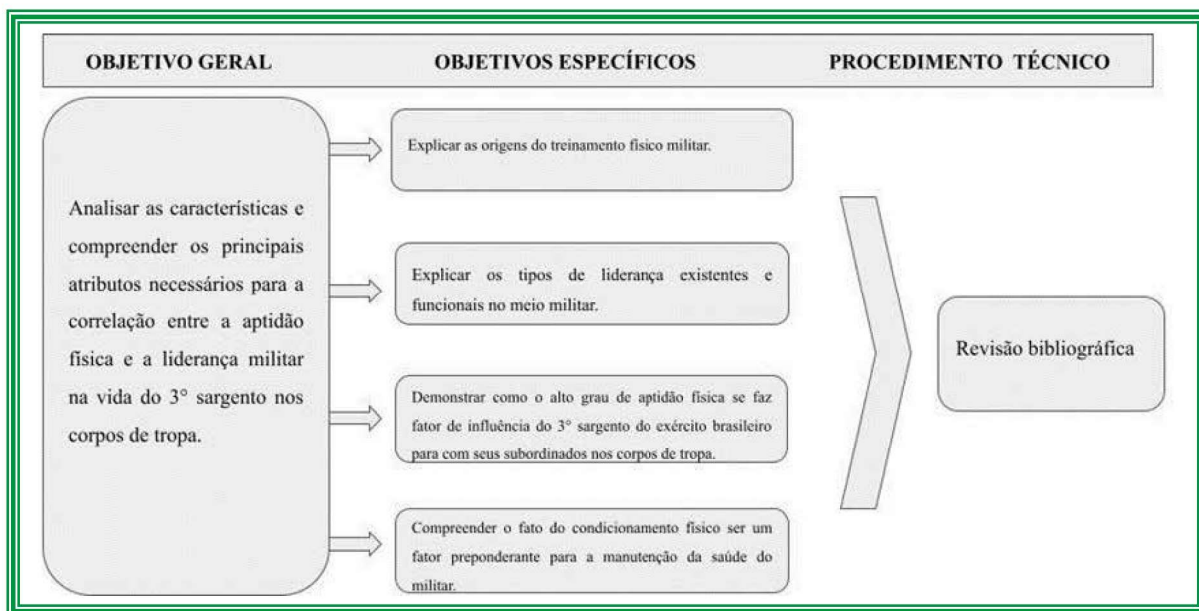 OBJETIVO GERAL
OBJETIVOS ESPECÍFICOS
PROCEDIMENTO TÉCNICO
Analisar as características e
compreender os principais
atributos necessários para a
correlação entre a aptidão
física e a liderança militar
na vida do 3° sargento nos
corpos de tropa.
Explicar as origens do treinamento físico militar.
Explicar os tipos de liderança existentes e
funcionais no meio militar.
Demonstrar como o alto grau de aptidão física se faz
fator de influência do 3° sargento do exército brasileiro
para com seus subordinados nos corpos de tropa.
Compreender o fato do condicionamento físico ser um
fator preponderante para a manutenção da saúde do
militar.
Revisão bibliográfica